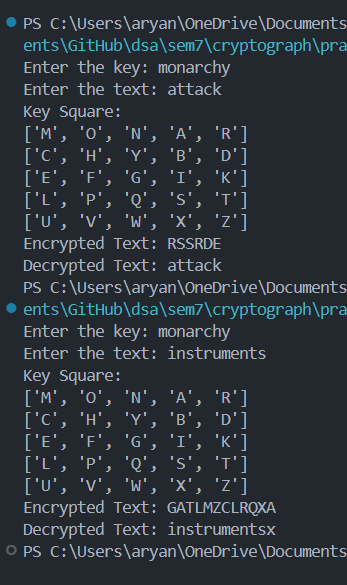 PS C:\Users\aryan\OneDrive\Documents
ents\GitHub\dsa\sem7\cryptograph\pra
Enter the key: monarchy
Enter the text: attack
Key Square:
['M', 'O', 'N', 'A', 'R']
['C', 'H', 'Y', 'B', 'D']
['E', 'F', 'G', 'I', 'K']
['L', 'P', 'Q', 'S', 'T']
['U', 'V', 'W', 'X', 'Z']
Encrypted Text: RSSRDE
Decrypted Text: attack
PS C:\Users\aryan\OneDrive\Documents
ents\GitHub\dsa\sem7\cryptograph\pra
Enter the key: monarchy
Enter the text: instruments
Key Square:
['M', 'O', 'N', 'A', 'R']
['C', 'H', 'Y', 'B', 'D']
['E', 'F', 'G', 'I', 'K']
['L', 'P', 'Q', 'S', 'T']
['U', 'V', 'W', 'X', 'Z']
Encrypted Text: GATLMZCLRQXA
Decrypted Text: instrumentsx
PS C:\Users\aryan\OneDrive\Documents